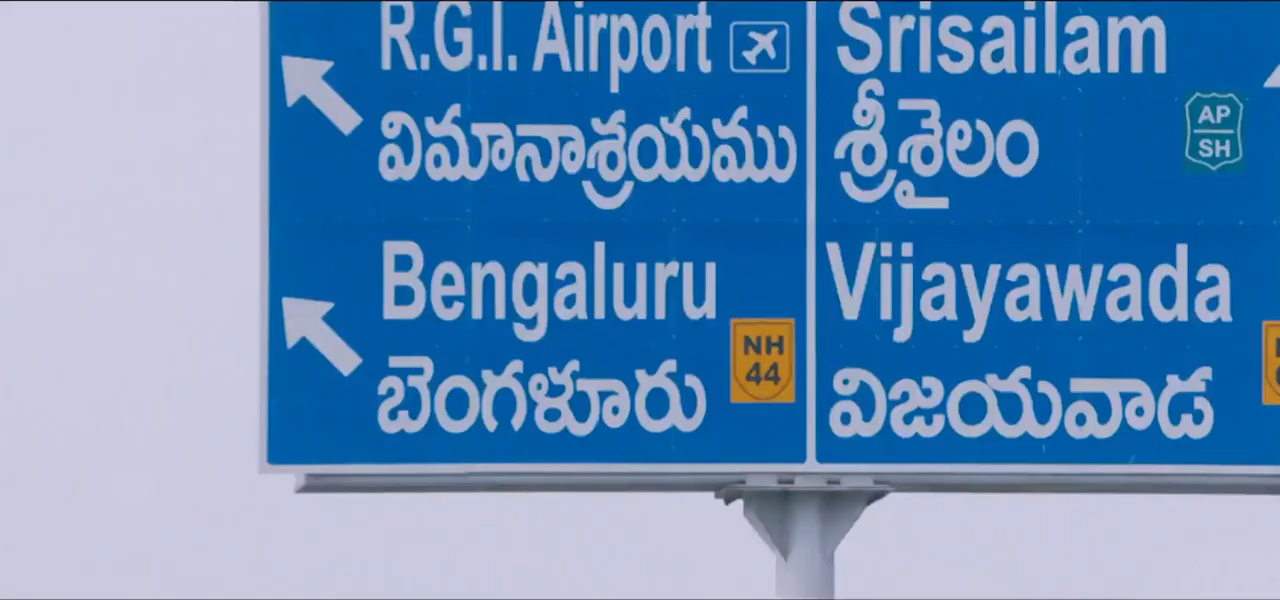 R.G.I. Airport
విమానాశ్రయము
Bengaluru
NH
44
బెంగళూరు
Srisailam
శ్రీశైలం
AP
SH
Vijayawada
విజయవాడ